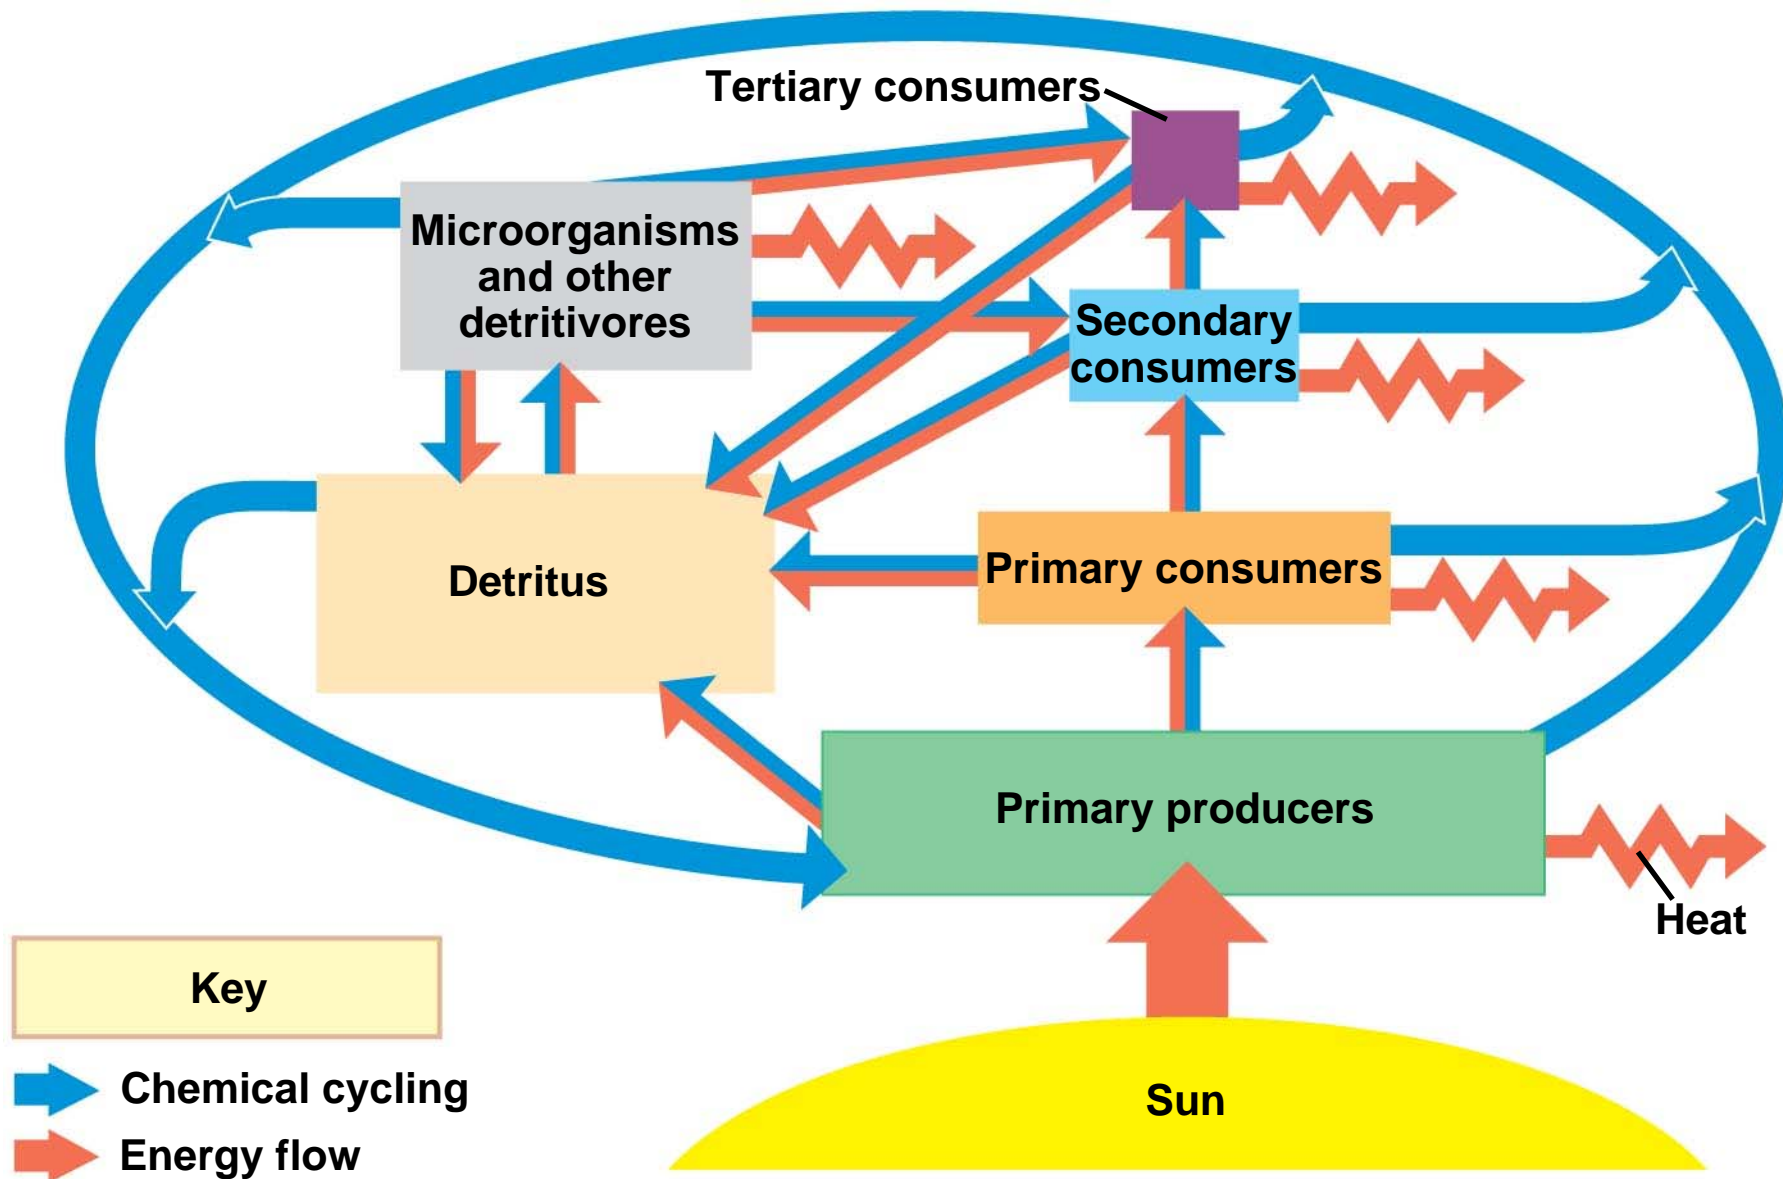 Tertiary consumers
Microorganisms
and other
detritivores
Secondary
consumers
Detritus
Primary consumers
Primary producers
Heat
Key
Sun
Chemical cycling
Energy flow